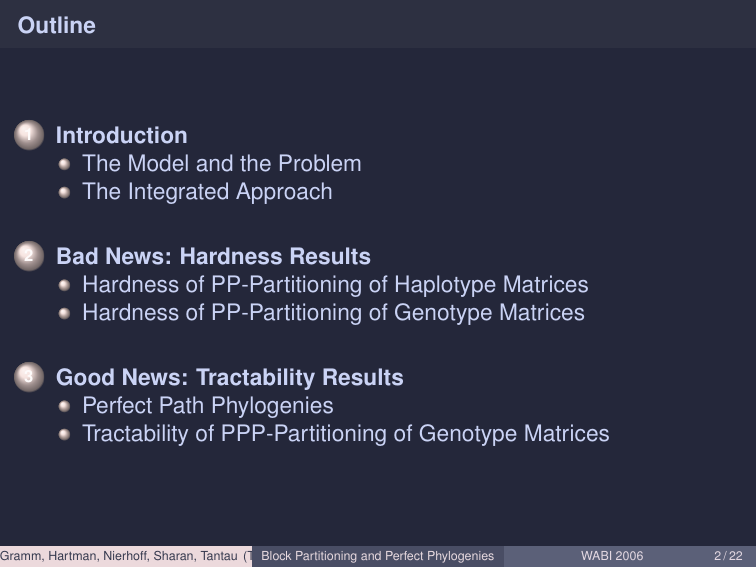 Outline
1 Introduction
The Model and the Problem
The Integrated Approach
2 Bad News: Hardness Results
Hardness of PP-Partitioning of Haplotype Matrices
Hardness of PP-Partitioning of Genotype Matrices
3 Good News: Tractability Results
Perfect Path Phylogenies
Tractability of PPP-Partitioning of Genotype Matrices
Gramm, Hartman, Nierhoff, Sharan, Tantau (T Block Partitioning and Perfect Phylogenies WABI 2006 2 / 22